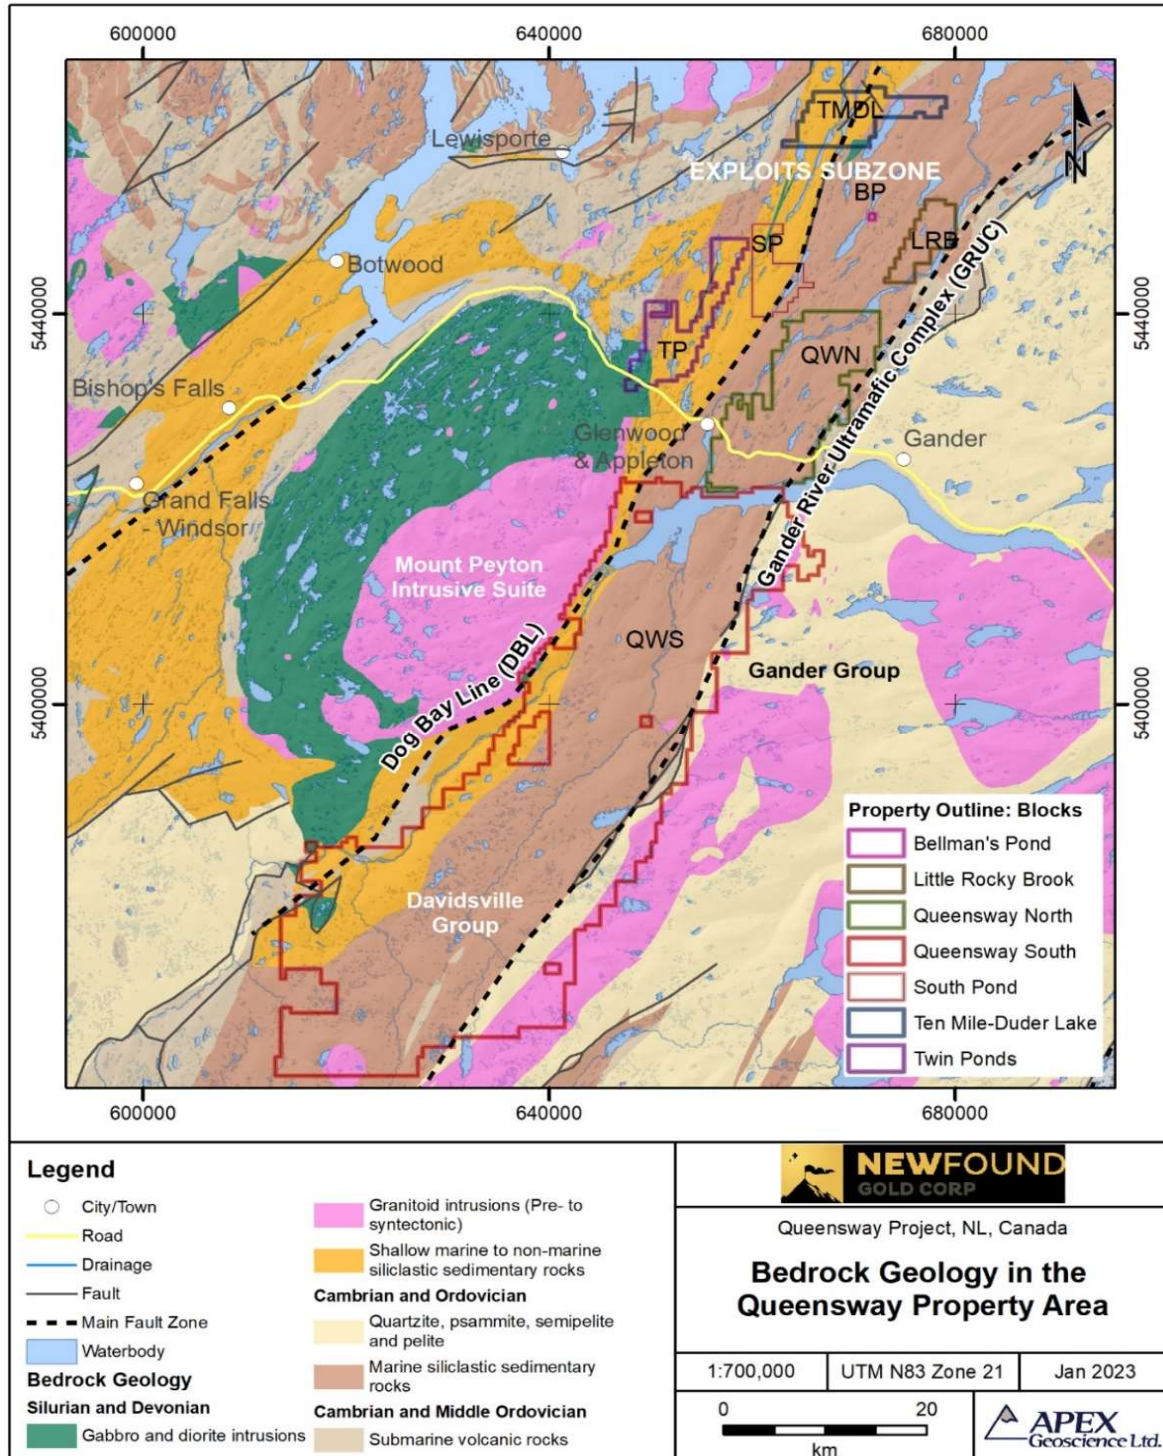 600000
640000
680000
TMDL
Lewisporte
EXPLOITS SUBZONE
N
BP
SP
LRB
Botwood
5440000
5440000
TP
QWN
Bishop's Falls
Gander River Ultramafic Complex (GRUC)
Glenwood
& Appleton
Gander
Grand Falls
- Windsor
Mount Peyton
Intrusive Suite
QWS
Dog Bay Line (DBL)
Gander Group
5400000
5400000
Davidsville
Group
Property Outline: Blocks
Bellman's Pond
Little Rocky Brook
Queensway North
Queensway South
South Pond
Ten Mile-Duder Lake
Twin Ponds
600000
640000
680000
Legend
City/Town
Road
Drainage
Fault
Main Fault Zone
Waterbody
Bedrock Geology
Silurian and Devonian
Gabbro and diorite intrusions
Granitoid intrusions (Pre- to
syntectonic)
Shallow marine to non-marine
siliclastic sedimentary rocks
Cambrian and Ordovician
Quartzite, psammite, semipelite
and pelite
Marine siliclastic sedimentary
rocks
Cambrian and Middle Ordovician
Submarine volcanic rocks
NEWFOUND
GOLD CORP
Queensway Project, NL, Canada
Bedrock Geology in the
Queensway Property Area
1:700,000
UTM N83 Zone 21
Jan 2023
0
20
km
APEX
Geoscience Ltd.